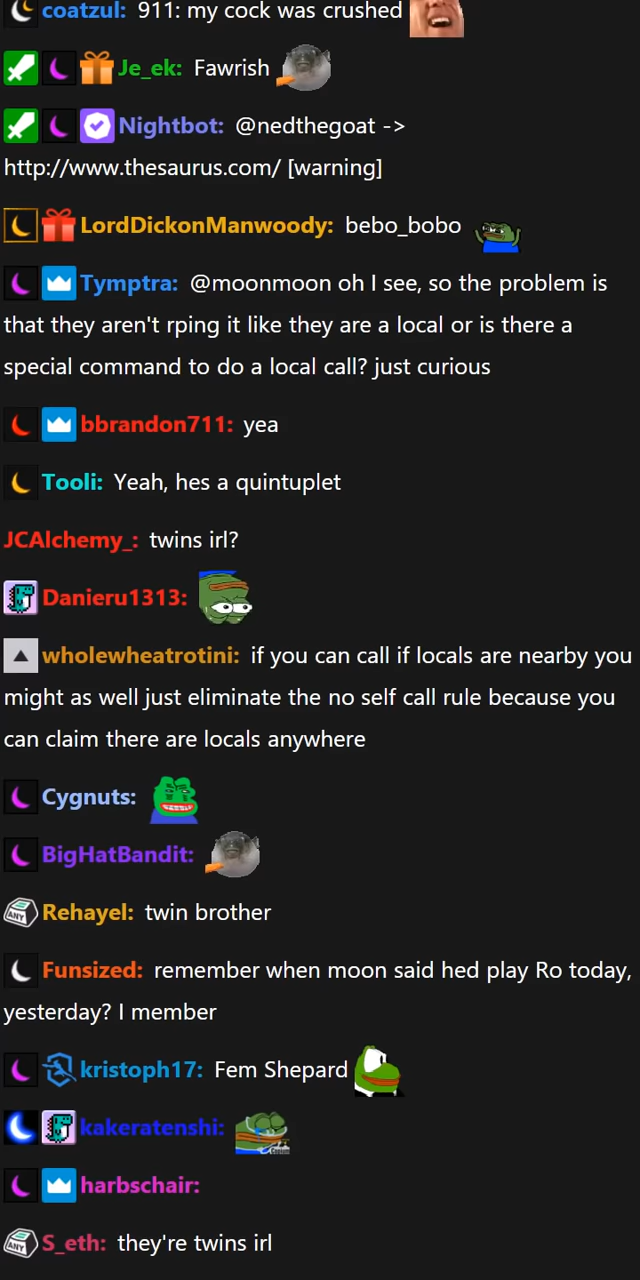 coatzul: 911: my cock was crushed
Je_ek: Fawrish
Nightbot: @nedthegoat ->
http://www.thesaurus.com/ [warning]
LordDickonManwoody: bebo_bobo
Tymptra: @moonmoon oh I see, so the problem is
that they aren't rping it like they are a local or is there a
special command to do a local call? just curious
bbrandon711: yea
Tooli: Yeah, hes a quintuplet
JCAlchemy_: twins irl?
Danieru1313:
wholewheatrotini: if you can call if locals are nearby you
might as well just eliminate the no self call rule because you
can claim there are locals anywhere
Cygnuts:
BigHatBandit:
ANY Rehayel: twin brother
Funsized: remember when moon said hed play Ro today,
yesterday? I member
kristoph17: Fem Shepard
kakeratenshi:
harbschair:
ANY S_eth: they're twins irl